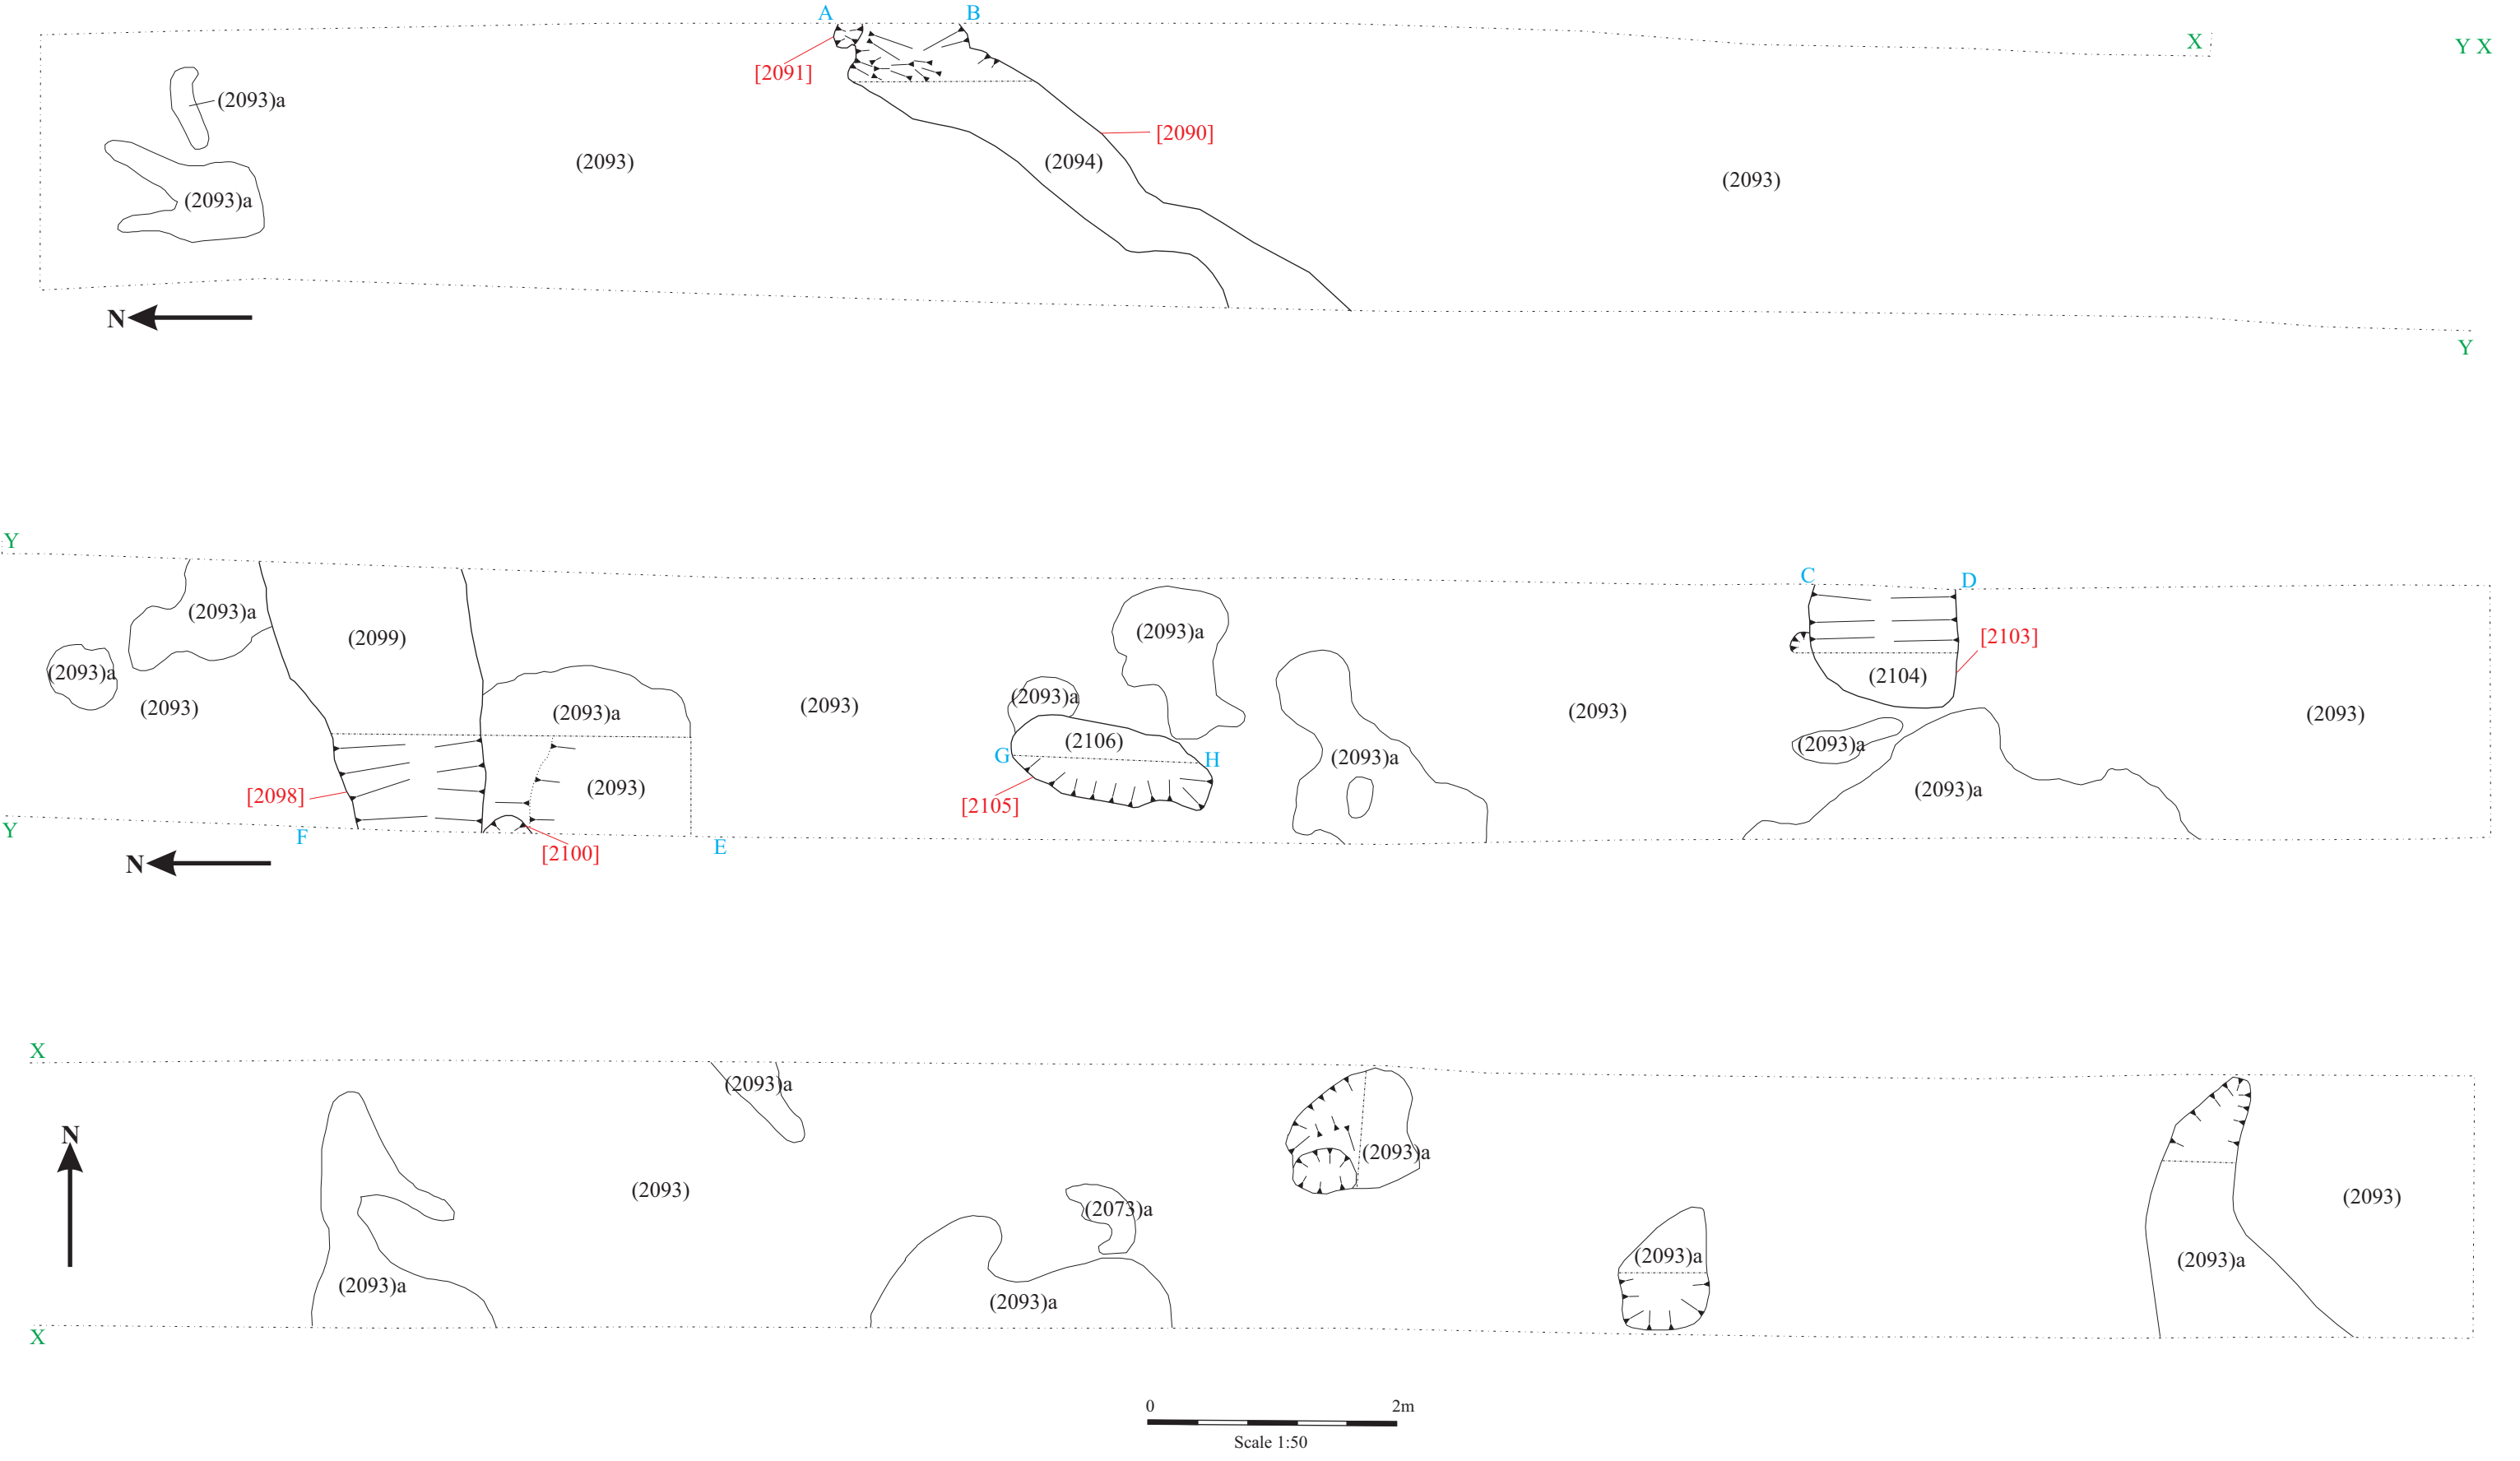 A B
X
Y X
[2091]
(2093)a
[2090]
(2093)
(2094)
(2093)
(2093)a
N
Y
Y
C D
(2093)a
(2099)
(2093)a
[2103]
(2093)a
(2104)
(2093)a
(2093)
(2093)a
(2093)
(2093)
(2093)
(2106)
(2093)a
G H
(2093)a
(2093)
(2093)a
[2098]
[2105]
Y
F
E
N
[2100]
X
(2093)a
N
(2093)a
(2093)
(2093)
(2073)a
(2093)a
(2093)a
(2093)a
(2093)a
X
0 2m
Scale 1:50